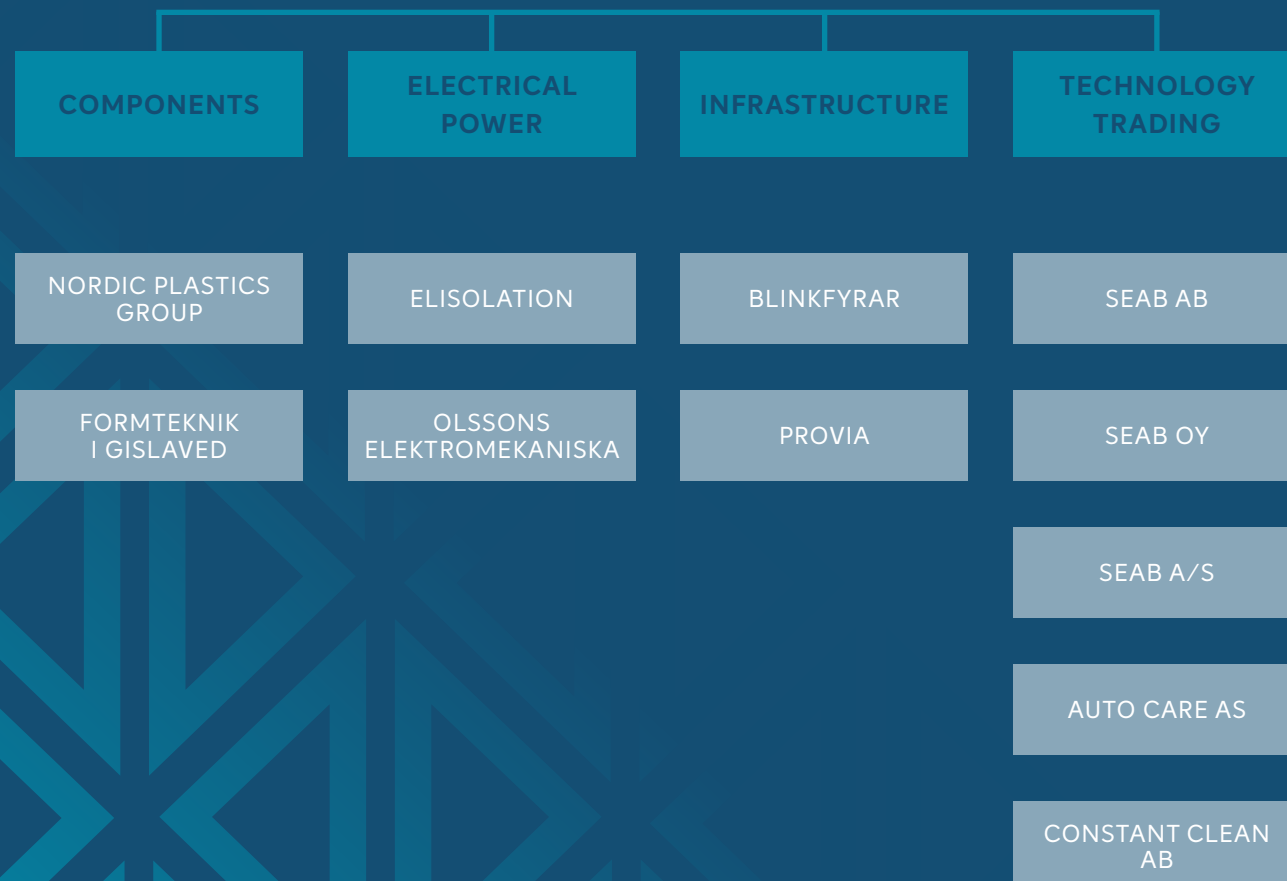 COMPONENTS
ELECTRICAL
POWER
INFRASTRUCTURE
TECHNOLOGY
TRADING
NORDIC PLASTICS
GROUP
ELISOLATION
BLINKFYRAR
SEAB AB
FORMTEKNIK
I GISLAVED
OLSSONS
ELEKTROMEKANISKA
PROVIA
SEAB OY
SEAB A/S
AUTO CARE AS
CONSTANT CLEAN
AB